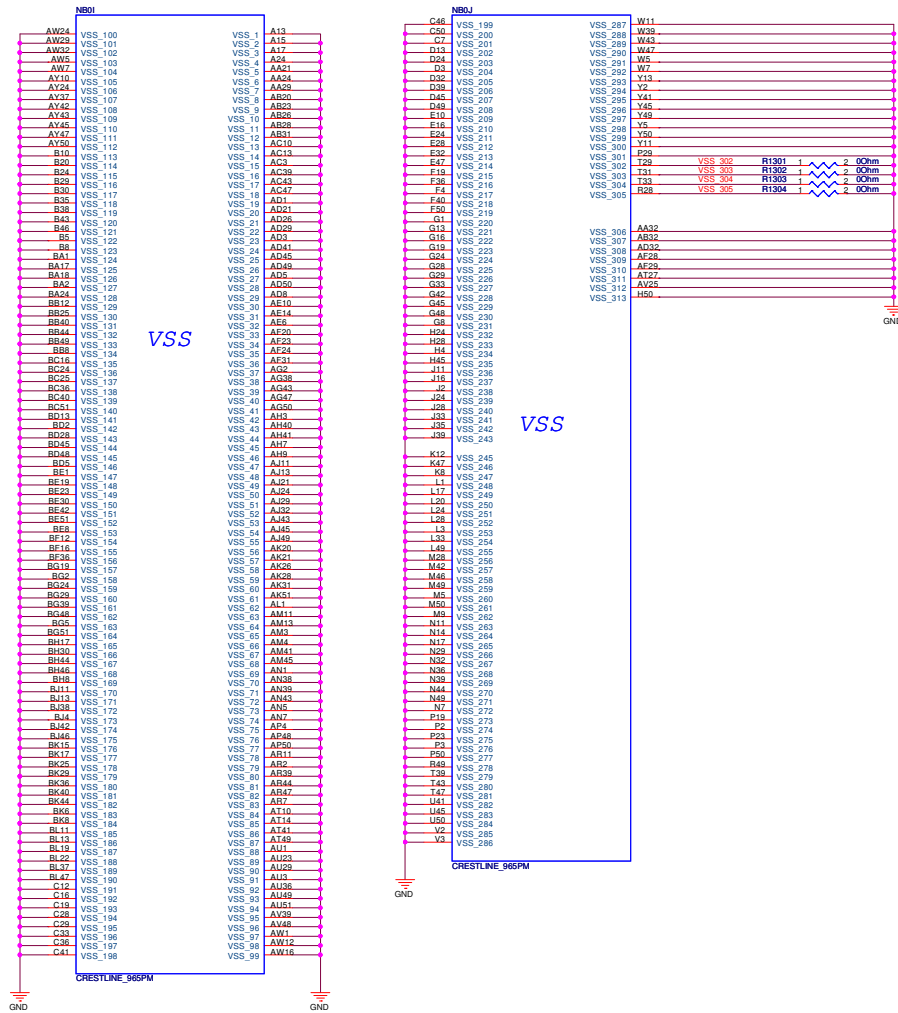 NB0I
AW24 VSS_100 VSS_1 A13
AW29 VSS_101 VSS_2 A15
AW32 VSS_102 VSS_3 A17
AW5 VSS_103 VSS_4 A24
AW7 VSS_104 VSS_5 AA21
AY10 VSS_105 VSS_6 AA24
AY24 VSS_106 VSS_7 AA29
AY37 VSS_107 VSS_8 AB20
AY42 VSS_108 VSS_9 AB23
AY43 VSS_109 VSS_10 AB26
AY45 VSS_110 VSS_11 AB28
AY47 VSS_111 VSS_12 AB31
AY50 VSS_112 VSS_13 AC10
B10 VSS_113 VSS_14 AC13
B20 VSS_114 VSS_15 AC3
B24 VSS_115 VSS_16 AC39
B29 VSS_116 VSS_17 AC43
B30 VSS_117 VSS_18 AC47
B35 VSS_118 VSS_19 AD1
B38 VSS_119 VSS_20 AD21
B43 VSS_120 VSS_21 AD26
B46 VSS_121 VSS_22 AD29
B5 VSS_122 VSS_23 AD3
B8 VSS_123 VSS_24 AD41
BA1 VSS_124 VSS_25 AD45
BA17 VSS_125 VSS_26 AD49
BA18 VSS_126 VSS_27 AD5
BA2 VSS_127 VSS_28 AD50
BA24 VSS_128 VSS_29 AD8
BB12 VSS_129 VSS_30 AE10
BB25 VSS_130 VSS_31 AE14
BB40 VSS_131 VSS_32 AE6
BB44 VSS_132 VSS_33 AF20
BB49 VSS_133 VSS_34 AF23
BB8 VSS_134 VSS_35 AF24
BC16 VSS_135 VSS_36 AF31
BC24 VSS_136 VSS_37 AG2
BC25 VSS_137 VSS_38 AG38
BC36 VSS_138 VSS_39 AG43
BC40 VSS_139 VSS_40 AG47
BC51 VSS_140 VSS_41 AG50
BD13 VSS_141 VSS_42 AH3
BD2 VSS_142 VSS_43 AH40
BD28 VSS_143 VSS_44 AH41
BD45 VSS_144 VSS_45 AH7
BD48 VSS_145 VSS_46 AH9
BD5 VSS_146 VSS_47 AJ11
BE1 VSS_147 VSS_48 AJ13
BE19 VSS_148 VSS_49 AJ21
BE23 VSS_149 VSS_50 AJ24
BE30 VSS_150 VSS_51 AJ29
BE42 VSS_151 VSS_52 AJ32
BE51 VSS_152 VSS_53 AJ43
BE8 VSS_153 VSS_54 AJ45
BF12 VSS_154 VSS_55 AJ49
BF16 VSS_155 VSS_56 AK20
BF36 VSS_156 VSS_57 AK21
BG19 VSS_157 VSS_58 AK26
BG2 VSS_158 VSS_59 AK28
BG24 VSS_159 VSS_60 AK31
BG29 VSS_160 VSS_61 AK51
BG39 VSS_161 VSS_62 AL1
BG48 VSS_162 VSS_63 AM11
BG5 VSS_163 VSS_64 AM13
BG51 VSS_164 VSS_65 AM3
BH17 VSS_165 VSS_66 AM4
BH30 VSS_166 VSS_67 AM41
BH44 VSS_167 VSS_68 AM45
BH46 VSS_168 VSS_69 AN1
BH8 VSS_169 VSS_70 AN38
BJ11 VSS_170 VSS_71 AN39
BJ13 VSS_171 VSS_72 AN43
BJ38 VSS_172 VSS_73 AN5
BJ4 VSS_173 VSS_74 AN7
BJ42 VSS_174 VSS_75 AP4
BJ46 VSS_175 VSS_76 AP48
BK15 VSS_176 VSS_77 AP50
BK17 VSS_177 VSS_78 AR11
BK25 VSS_178 VSS_79 AR2
BK29 VSS_179 VSS_80 AR39
BK36 VSS_180 VSS_81 AR44
BK40 VSS_181 VSS_82 AR47
BK44 VSS_182 VSS_83 AR7
BK6 VSS_183 VSS_84 AT10
BK8 VSS_184 VSS_85 AT14
BL11 VSS_185 VSS_86 AT41
BL13 VSS_186 VSS_87 AT49
BL19 VSS_187 VSS_88 AU1
BL22 VSS_188 VSS_89 AU23
BL37 VSS_189 VSS_90 AU29
BL47 VSS_190 VSS_91 AU3
C12 VSS_191 VSS_92 AU36
C16 VSS_192 VSS_93 AU49
C19 VSS_193 VSS_94 AU51
C28 VSS_194 VSS_95 AV39
C29 VSS_195 VSS_96 AV48
C33 VSS_196 VSS_97 AW1
C36 VSS_197 VSS_98 AW12
C41 VSS_198 VSS_99 AW16
VSS
CRESTLINE_965PM
GND
GND
NB0J
C46 VSS_199 VSS_287 W11
C50 VSS_200 VSS_288 W39
C7 VSS_201 VSS_289 W43
D13 VSS_202 VSS_290 W47
D24 VSS_203 VSS_291 W5
D3 VSS_204 VSS_292 W7
D32 VSS_205 VSS_293 Y13
D39 VSS_206 VSS_294 Y2
D45 VSS_207 VSS_295 Y41
D49 VSS_208 VSS_296 Y45
E10 VSS_209 VSS_297 Y49
E16 VSS_210 VSS_298 Y5
E24 VSS_211 VSS_299 Y50
E28 VSS_212 VSS_300 Y11
E32 VSS_213 VSS_301 P29
E47 VSS_214 VSS_302 T29 VSS_302 R1301 1 2 0Ohm
F19 VSS_215 VSS_303 T31 VSS_303 R1302 1 2 0Ohm
F36 VSS_216 VSS_304 T33 VSS_304 R1303 1 2 0Ohm
F4 VSS_217 VSS_305 R28 VSS_305 R1304 1 2 0Ohm
F40 VSS_218
F50 VSS_219
G1 VSS_220
G13 VSS_221 VSS_306 AA32
G16 VSS_222 VSS_307 AB32
G19 VSS_223 VSS_308 AD32
G24 VSS_224 VSS_309 AF28
G28 VSS_225 VSS_310 AF29
G29 VSS_226 VSS_311 AT27
G33 VSS_227 VSS_312 AV25
G42 VSS_228 VSS_313 H50
G45 VSS_229
G48 VSS_230
GND
G8 VSS_231
H24 VSS_232
H28 VSS_233
H4 VSS_234
H45 VSS_235
J11 VSS_236
J16 VSS_237
J2 VSS_238
J24 VSS_239
J28 VSS_240
J33 VSS_241
J35 VSS_242
J39 VSS_243
VSS
K12 VSS_245
K47 VSS_246
K8 VSS_247
L1 VSS_248
L17 VSS_249
L20 VSS_250
L24 VSS_251
L28 VSS_252
L3 VSS_253
L33 VSS_254
L49 VSS_255
M28 VSS_256
M42 VSS_257
M46 VSS_258
M49 VSS_259
M5 VSS_260
M50 VSS_261
M9 VSS_262
N11 VSS_263
N14 VSS_264
N17 VSS_265
N29 VSS_266
N32 VSS_267
N36 VSS_268
N39 VSS_269
N44 VSS_270
N49 VSS_271
N7 VSS_272
P19 VSS_273
P2 VSS_274
P23 VSS_275
P3 VSS_276
P50 VSS_277
R49 VSS_278
T39 VSS_279
T43 VSS_280
T47 VSS_281
U41 VSS_282
U45 VSS_283
U50 VSS_284
V2 VSS_285
V3 VSS_286
CRESTLINE_965PM
GND